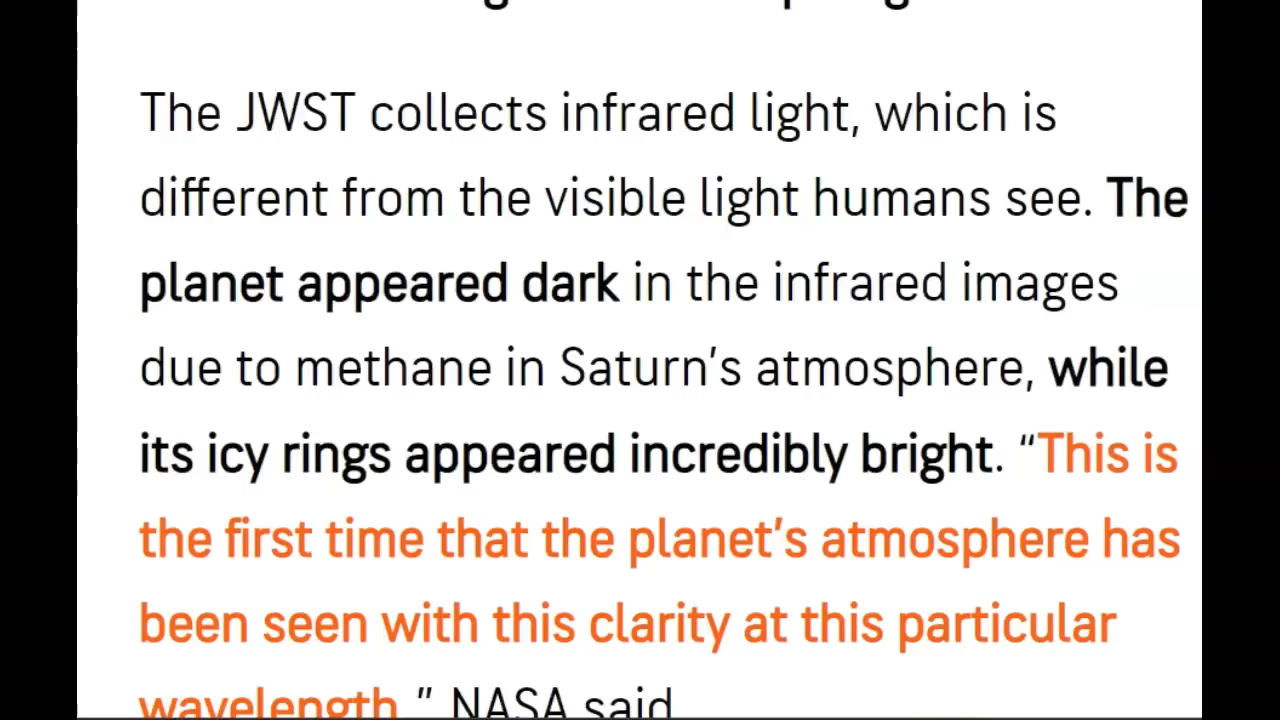 The JWST collects infrared light, which is
different from the visible light humans see. The
planet appeared dark in the infrared images
due to methane in Saturn’s atmosphere, while
its icy rings appeared incredibly bright. “This is
the first time that the planet’s atmosphere has
been seen with this clarity at this particular
wavelength.” NASA said